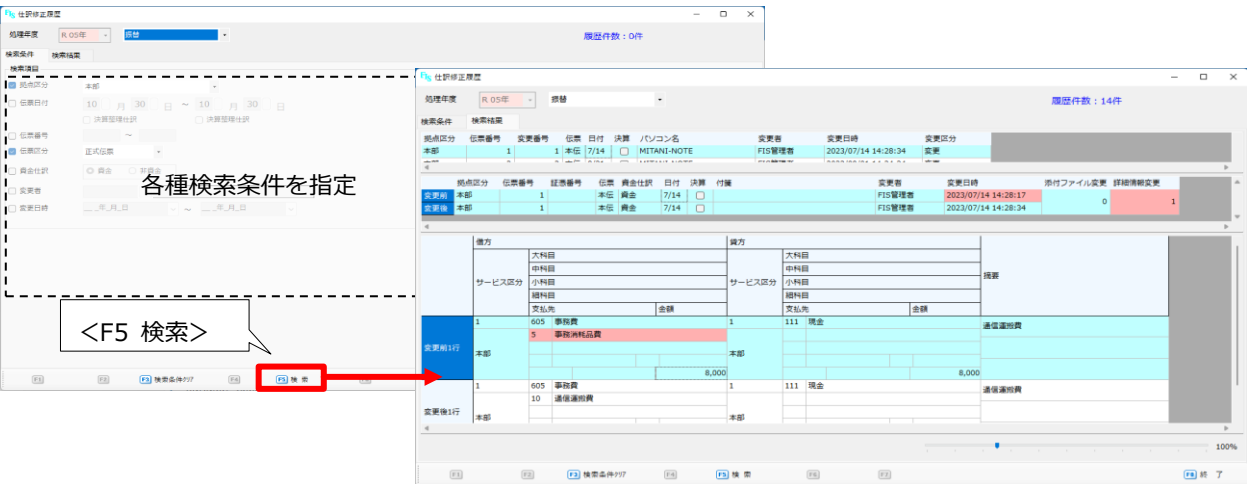 仕訳修正履歴
処理年度 R 05年 振替 履歴件数：0件
検索条件 検索結果
検索項目
拠点区分 本部
伝票日付 10 月 30 日 ～ 10 月 30 日
決算整理仕訳 決算整理仕訳
伝票番号 ～
伝票区分 正式伝票
資金仕訳 資金 非資金
変更者
変更日時 __年_月_日 ～ __年_月_日
各種検索条件を指定
<F5 検索>
F1 F2 F3 検索条件クリア F4 F5 検 索
仕訳修正履歴
処理年度 R 05年 振替 履歴件数：14件
検索条件 検索結果
拠点区分 伝票番号 変更番号 伝票 日付 決算 パソコン名 変更者 変更日時 変更区分
本部 1 1 本伝 7/14 MITANI-NOTE FIS管理者 2023/07/14 14:28:34 変更
拠点区分 伝票番号 証憑番号 伝票 資金仕訳 日付 決算 付箋 変更者 変更日時 添付ファイル変更 詳細情報変更
変更前 本部 1 本伝 資金 7/14 FIS管理者 2023/07/14 14:28:17 0 1
変更後 本部 1 本伝 資金 7/14 FIS管理者 2023/07/14 14:28:34
借方 貸方
大科目 大科目
中科目 中科目
サービス区分 小科目 サービス区分 小科目 摘要
細科目 細科目
支払先 金額 支払先 金額
1 605 事務費 1 111 現金 通信運搬費
5 事務消耗品費
変更前1行 本部 本部
8,000 8,000
1 605 事務費 1 111 現金 通信運搬費
10 通信運搬費
変更後1行 本部 本部
100%
F1 F2 F3 検索条件クリア F4 F5 検 索 F6 F7 F8 終 了